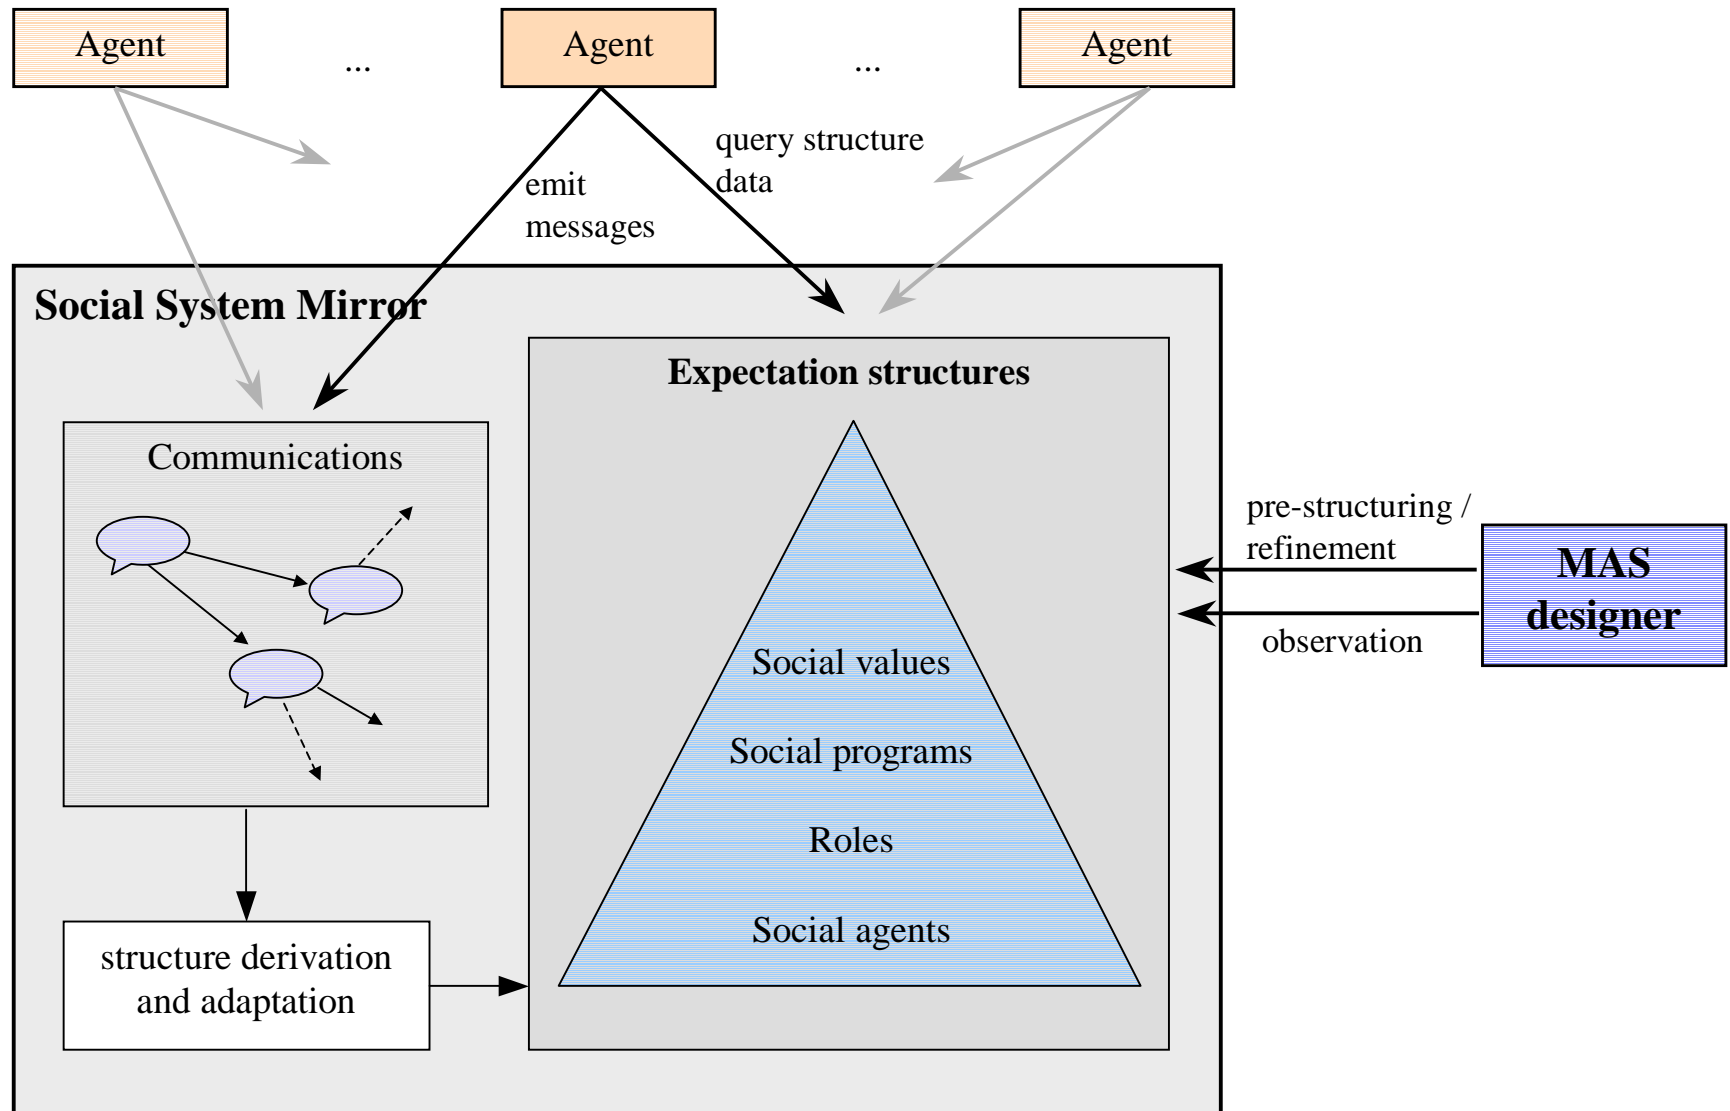 Agent
...
Agent
...
Agent
query structure
data
emit
messages
Social System Mirror
Expectation structures
Communications
pre-structuring /
refinement
MAS
designer
observation
Social values
Social programs
Roles
Social agents
structure derivation
and adaptation